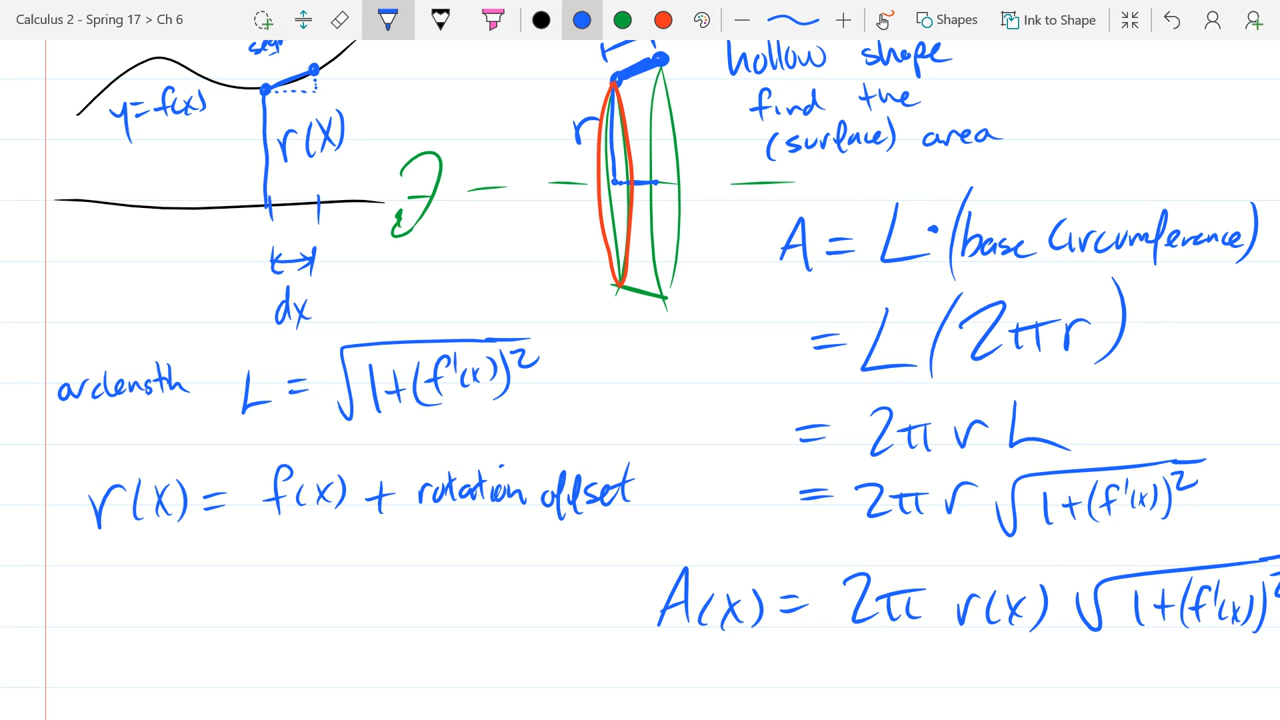 Calculus 2 - Spring 17 > Ch 6
Shapes
Ink to Shape
y=f(x)
r(x)
dx
r
hollow shape
find the
(surface) area
A = L·(base circumference)
= L(2πr)
= 2πrL
= 2πr√1+(f'(x))²
arclength L = √1+(f'(x))²
r(x) = f(x) + rotation offset
A(x) = 2π r(x) √1+(f'(x))²